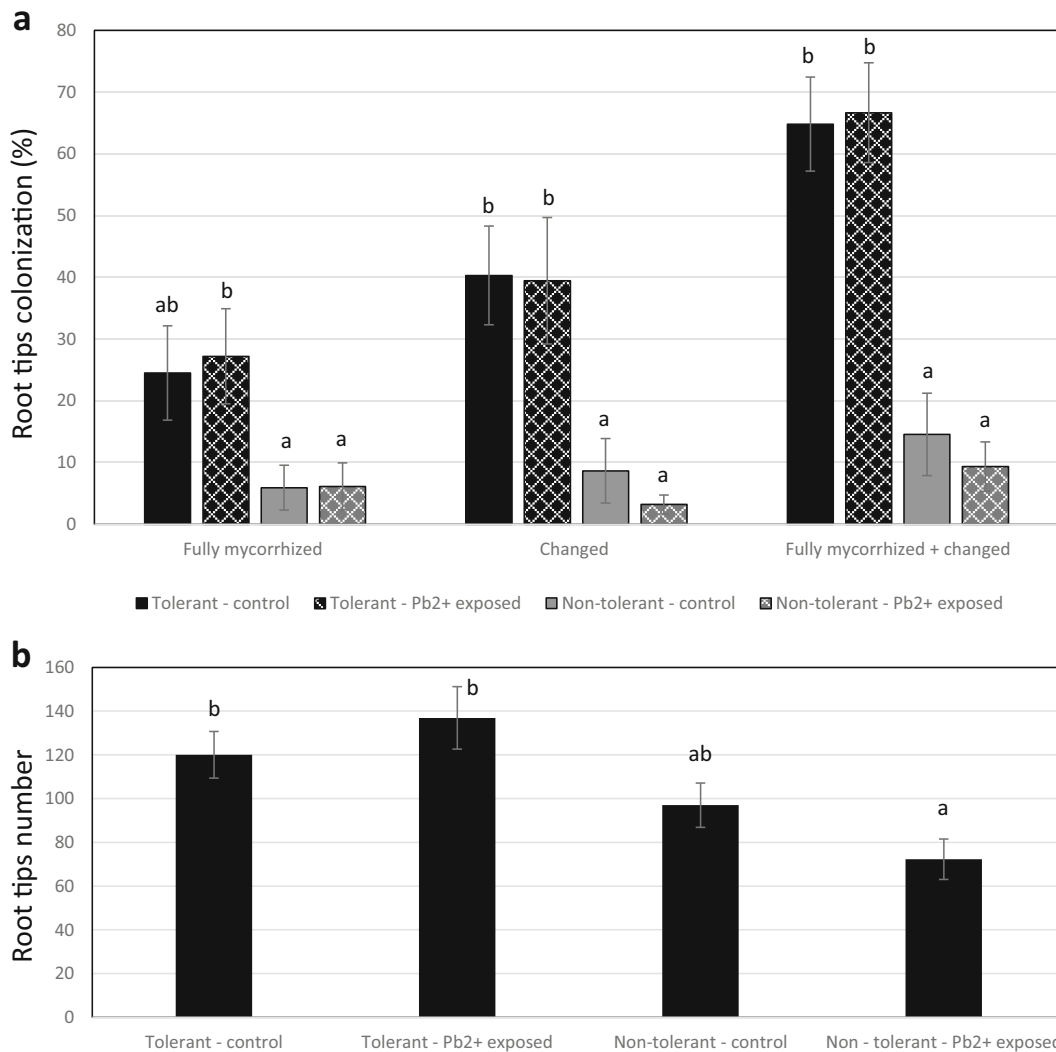 a
Root tips colonization (%)
80
70
60
50
40
30
20
10
0
ab
b
a
a
b
b
a
a
b
b
a
a
Fully mycorrhized
Changed
Fully mycorrhized + changed
Tolerant - control
Tolerant - Pb2+ exposed
Non-tolerant - control
Non-tolerant - Pb2+ exposed
b
Root tips number
160
140
120
100
80
60
40
20
0
b
b
ab
a
Tolerant - control
Tolerant - Pb2+ exposed
Non-tolerant - control
Non - tolerant - Pb2+ exposed